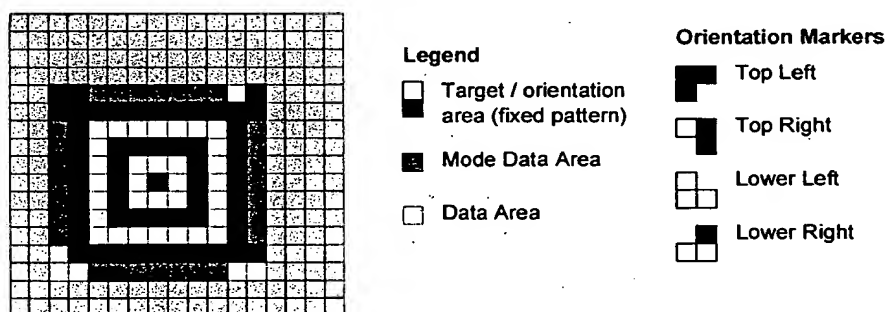 Legend
Target / orientation
area (fixed pattern)
Mode Data Area
Data Area
Orientation Markers
Top Left
Top Right
Lower Left
Lower Right